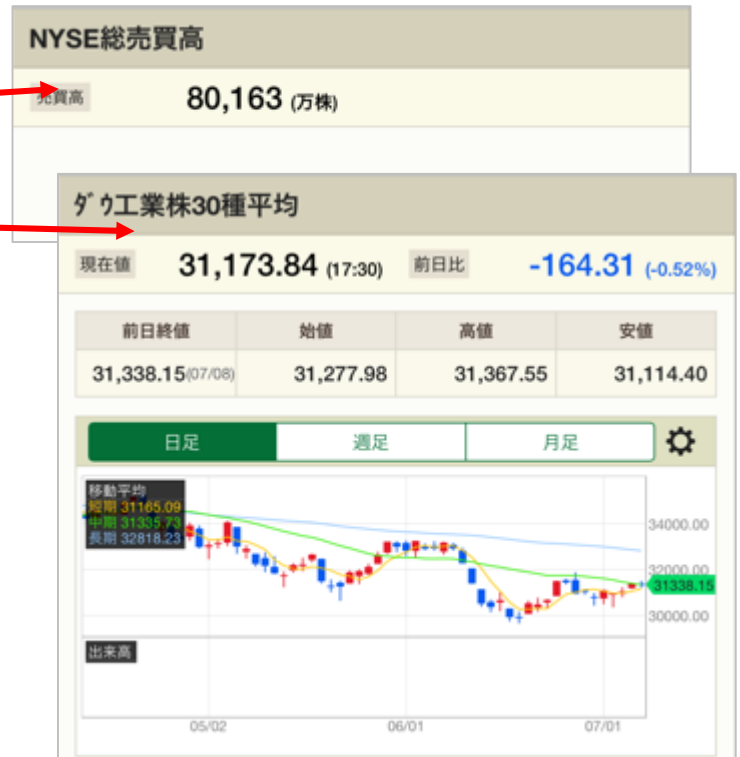 NYSE総売買高
売買高 80,163 (万株)
ダウ工業株30種平均
現在値 31,173.84 (17:30) 前日比 -164.31 (-0.52%)
前日終値 始値 高値 安値
31,338.15(07/08) 31,277.98 31,367.55 31,114.40
日足 週足 月足
移動平均
短期 31165.09
中期 31335.73
長期 32818.23
34000.00
32000.00
31338.15
30000.00
出来高
05/02 06/01 07/01